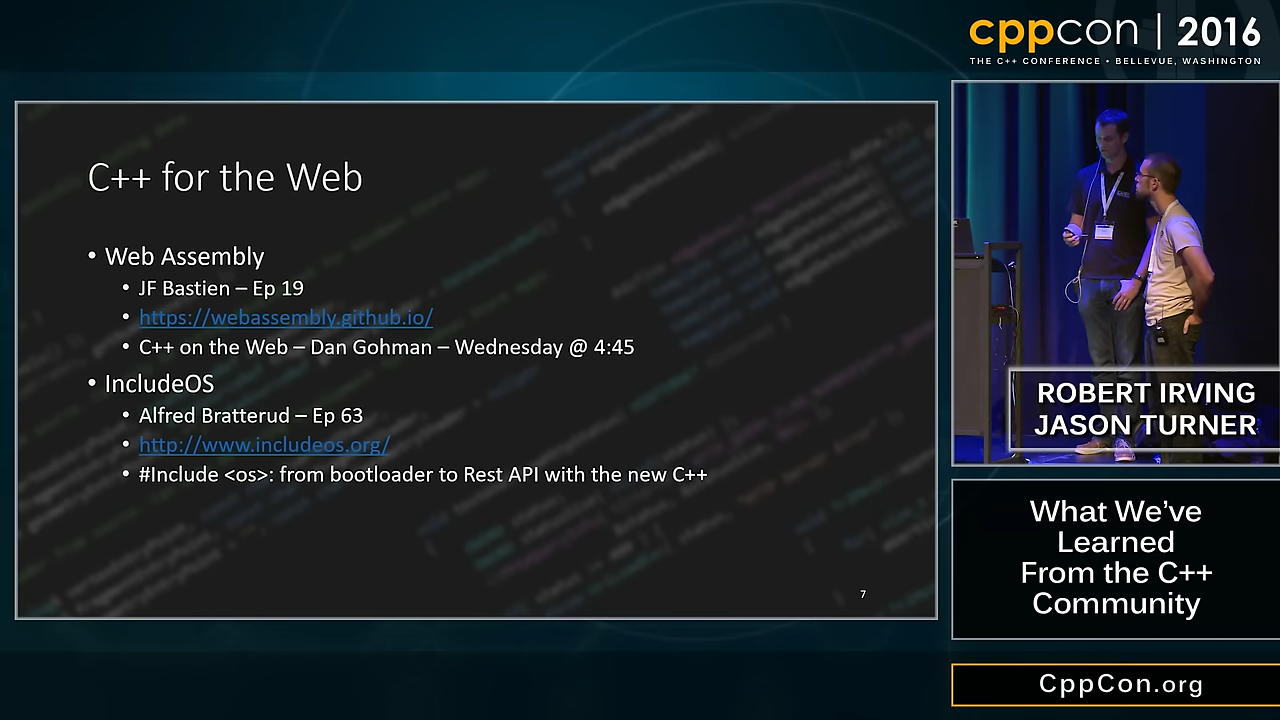 cppcon | 2016
THE C++ CONFERENCE • BELLEVUE, WASHINGTON
C++ for the Web
• Web Assembly
• JF Bastien – Ep 19
• https://webassembly.github.io/
• C++ on the Web – Dan Gohman – Wednesday @ 4:45
• IncludeOS
• Alfred Bratterud – Ep 63
• http://www.includeos.org/
• #Include <os>: from bootloader to Rest API with the new C++
7
ROBERT IRVING
JASON TURNER
What We’ve
Learned
From the C++
Community
CppCon.org